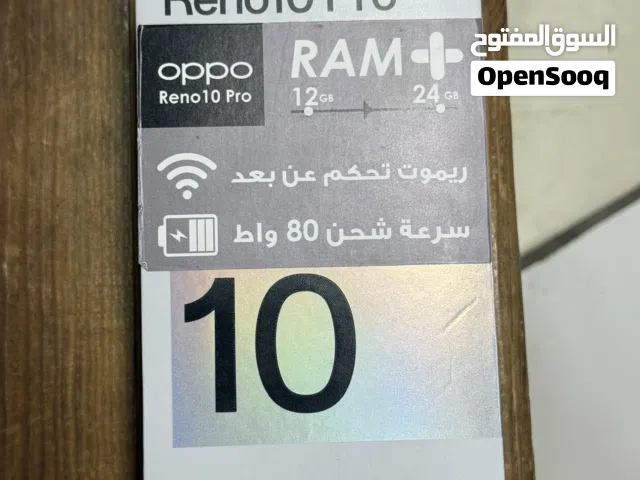 Reno10 Pro
السوق المفتوح
OpenSooq
oppo
Reno10 Pro
RAM+
12GB 24GB
ريموت تحكم عن بعد
سرعة شحن 80 واط
10